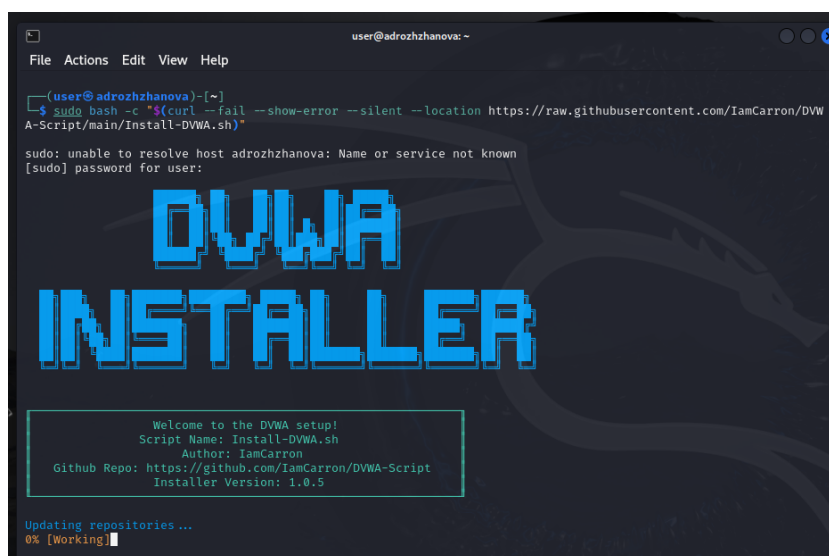 user@adrozhzhanova: ~
File Actions Edit View Help
(user㉿adrozhzhanova)-[~]
$ sudo bash -c "$(curl --fail --show-error --silent --location https://raw.githubusercontent.com/IamCarron/DVW
A-Script/main/Install-DVWA.sh)"
sudo: unable to resolve host adrozhzhanova: Name or service not known
[sudo] password for user:
DVWA
INSTALLER
Welcome to the DVWA setup!
Script Name: Install-DVWA.sh
Author: IamCarron
Github Repo: https://github.com/IamCarron/DVWA-Script
Installer Version: 1.0.5
Updating repositories...
0% [Working]